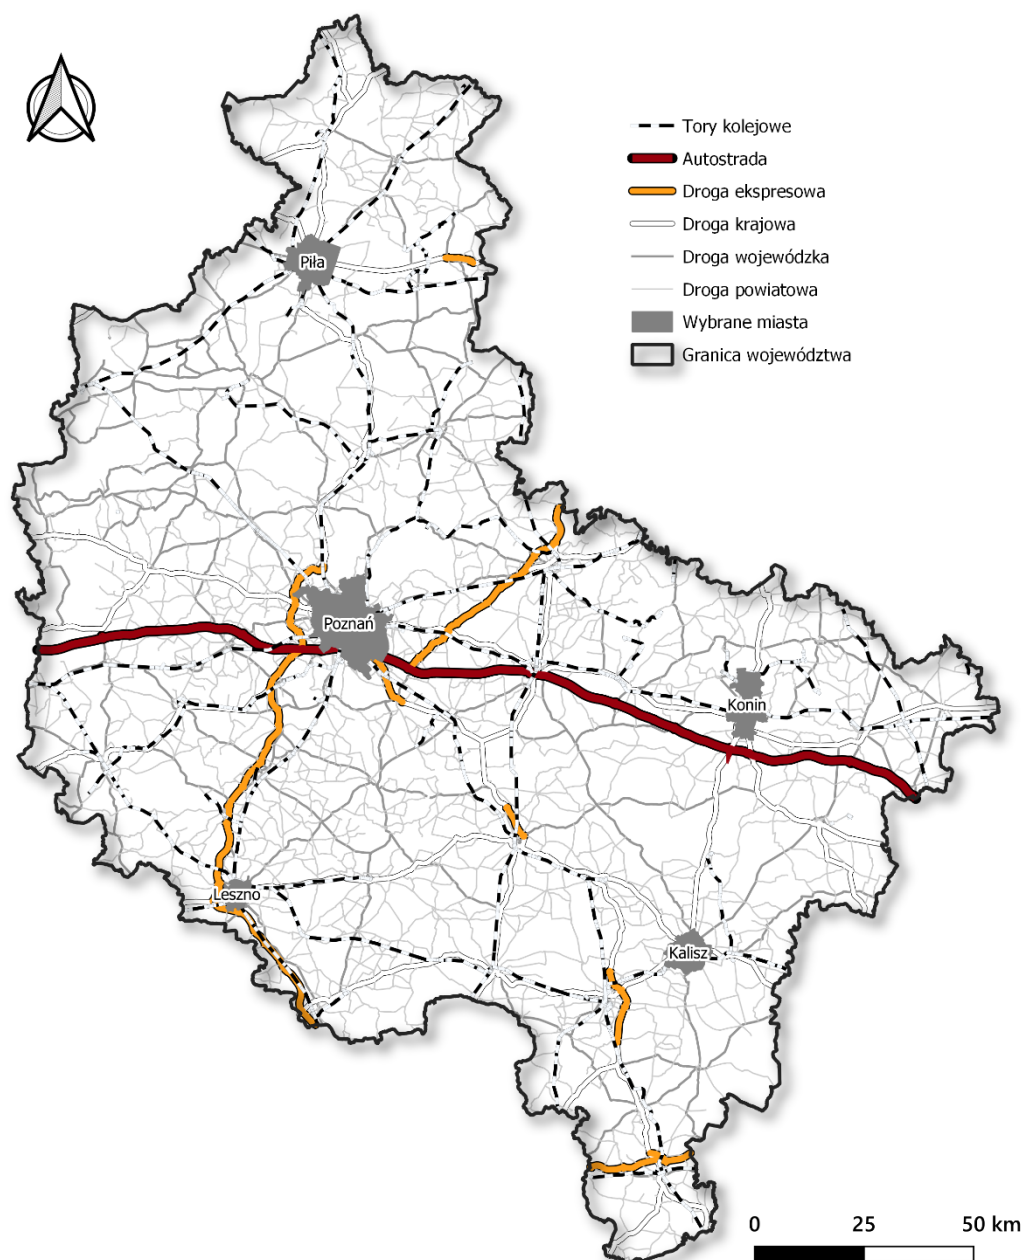 Tory kolejowe
Autostrada
Droga ekspresowa
Droga krajowa
Droga wojewódzka
Droga powiatowa
Wybrane miasta
Granica województwa
Piła
Poznań
Konin
Leszno
Kalisz
0 25 50 km